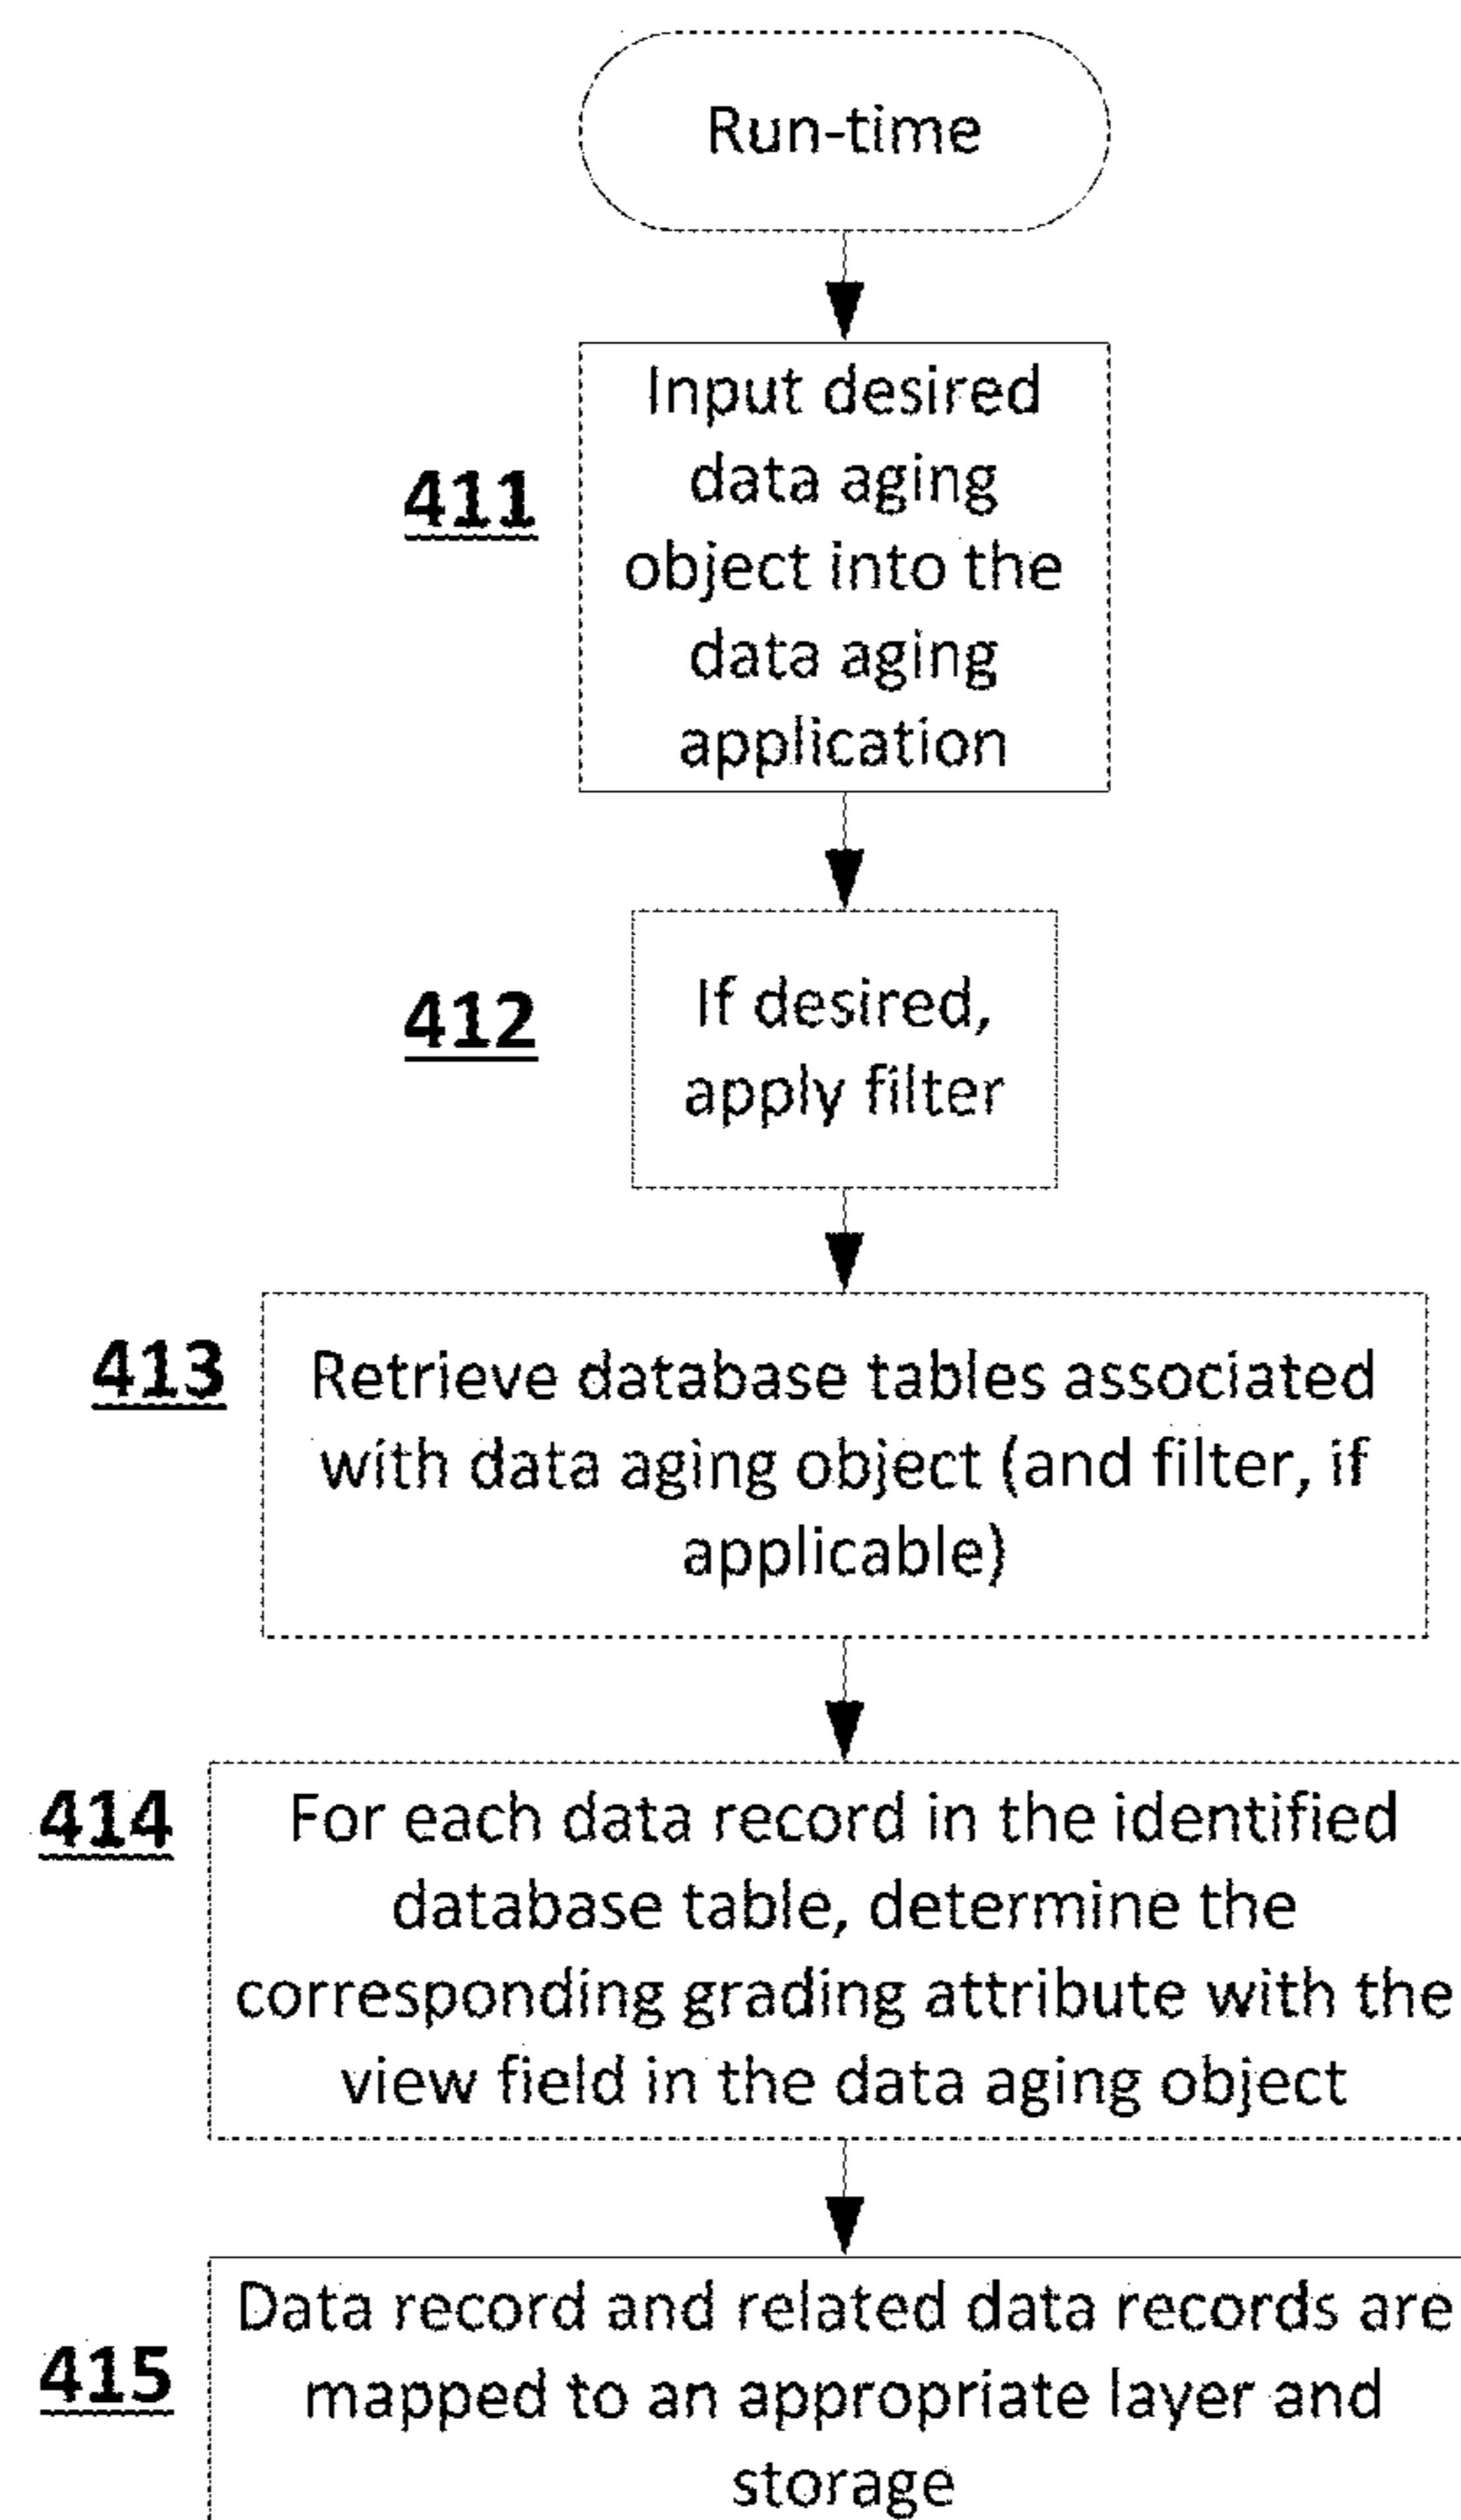 Run-time
411
Input desired
data aging
object into the
data aging
application
412
If desired,
apply filter
413
Retrieve database tables associated
with data aging object (and filter, if
applicable)
414
For each data record in the identified
database table, determine the
corresponding grading attribute with the
view field in the data aging object
415
Data record and related data records are
mapped to an appropriate layer and
storage